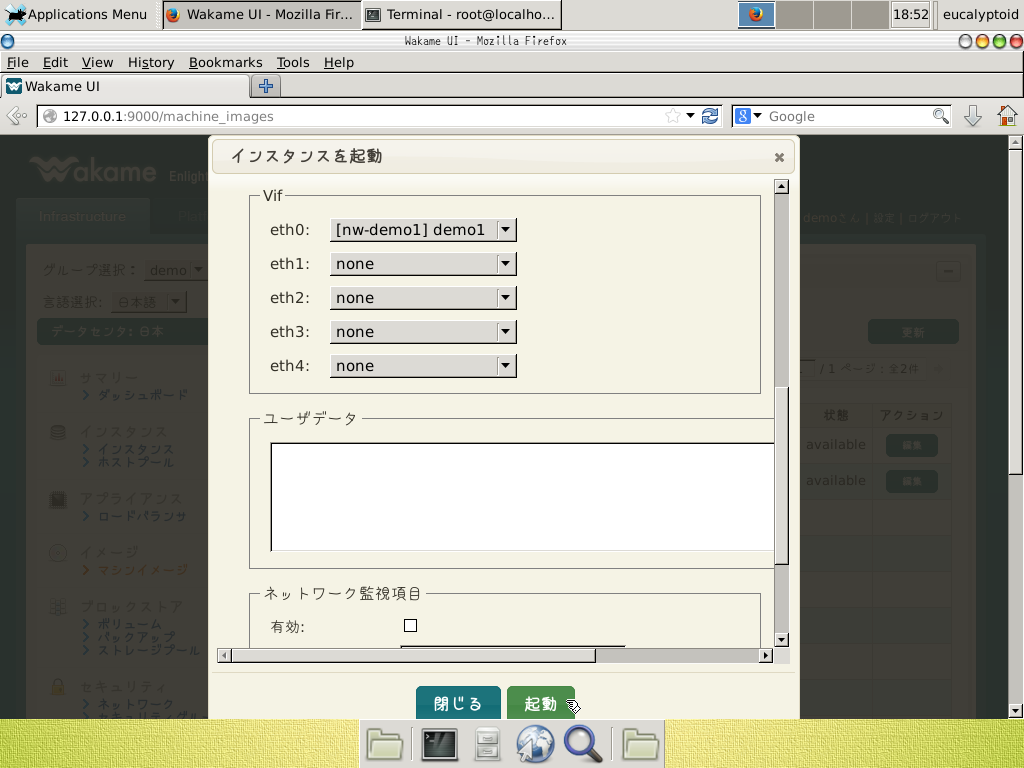 Applications Menu
Wakame UI - Mozilla Fir...
Terminal - root@localho...
18:52
eucalyptoid
Wakame UI - Mozilla Firefox
File Edit View History Bookmarks Tools Help
Wakame UI
127.0.0.1:9000/machine_images
Google
Wakame Enlight
インスタンスを起動
Infrastructure
demoさん | 設定 | ログアウト
グループ選択: demo
言語選択: 日本語
データセンタ: 日本
更新
/ 1 ページ : 全2件
サマリー
ダッシュボード
インスタンス
インスタンス
ホストプール
アプライアンス
ロードバランサ
イメージ
マシンイメージ
ブロックストア
ボリューム
バックアップ
ストレージプール
セキュリティ
ネットワーク
状態 アクション
available 編集
available 編集
Vif
eth0: [nw-demo1] demo1
eth1: none
eth2: none
eth3: none
eth4: none
ユーザデータ
ネットワーク監視項目
有効:
閉じる 起動